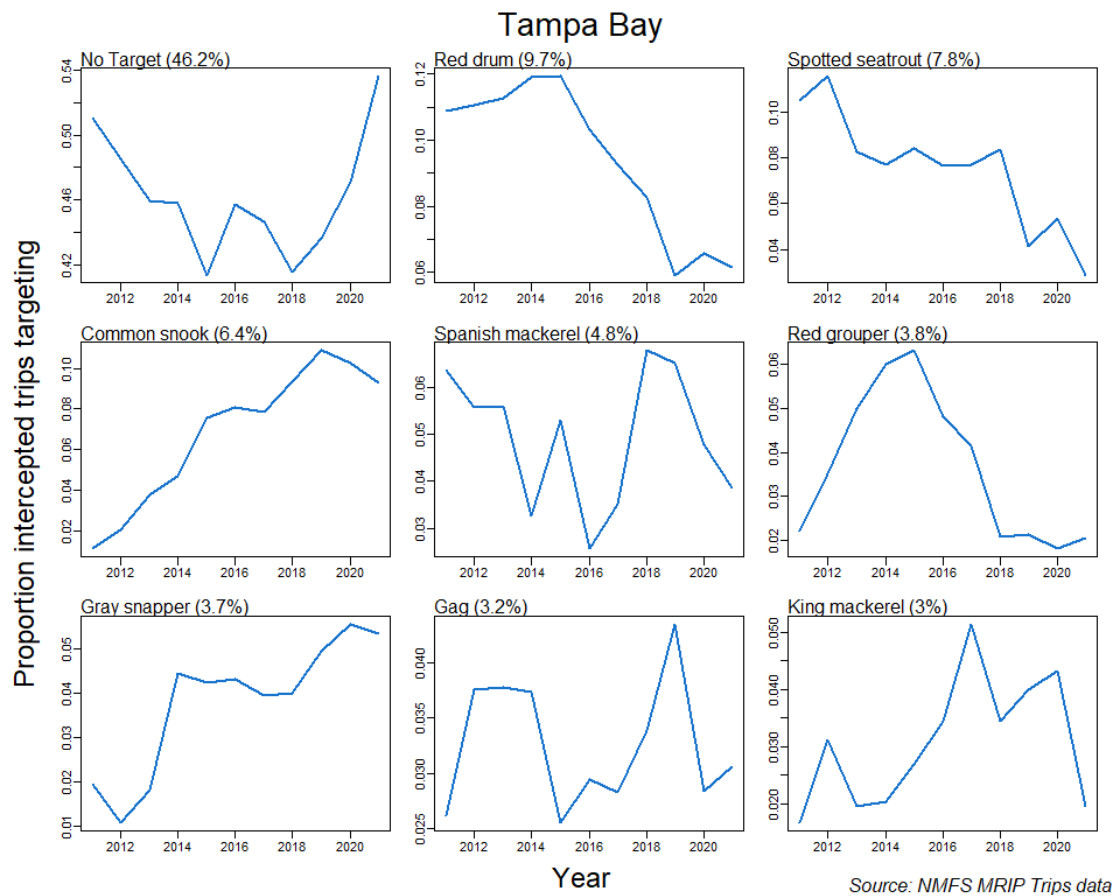 Tampa Bay
Proportion intercepted trips targeting
No Target (46.2%)
0.54
0.50
0.46
0.42
2012 2014 2016 2018 2020
Red drum (9.7%)
0.12
0.10
0.08
0.06
2012 2014 2016 2018 2020
Spotted seatrout (7.8%)
0.10
0.08
0.06
0.04
2012 2014 2016 2018 2020
Common snook (6.4%)
0.10
0.08
0.06
0.04
0.02
2012 2014 2016 2018 2020
Spanish mackerel (4.8%)
0.06
0.05
0.04
0.03
2012 2014 2016 2018 2020
Red grouper (3.8%)
0.06
0.05
0.04
0.03
0.02
2012 2014 2016 2018 2020
Gray snapper (3.7%)
0.05
0.04
0.03
0.02
0.01
2012 2014 2016 2018 2020
Gag (3.2%)
0.040
0.035
0.030
0.025
2012 2014 2016 2018 2020
King mackerel (3%)
0.050
0.040
0.030
0.020
2012 2014 2016 2018 2020
Year
Source: NMFS MRIP Trips data